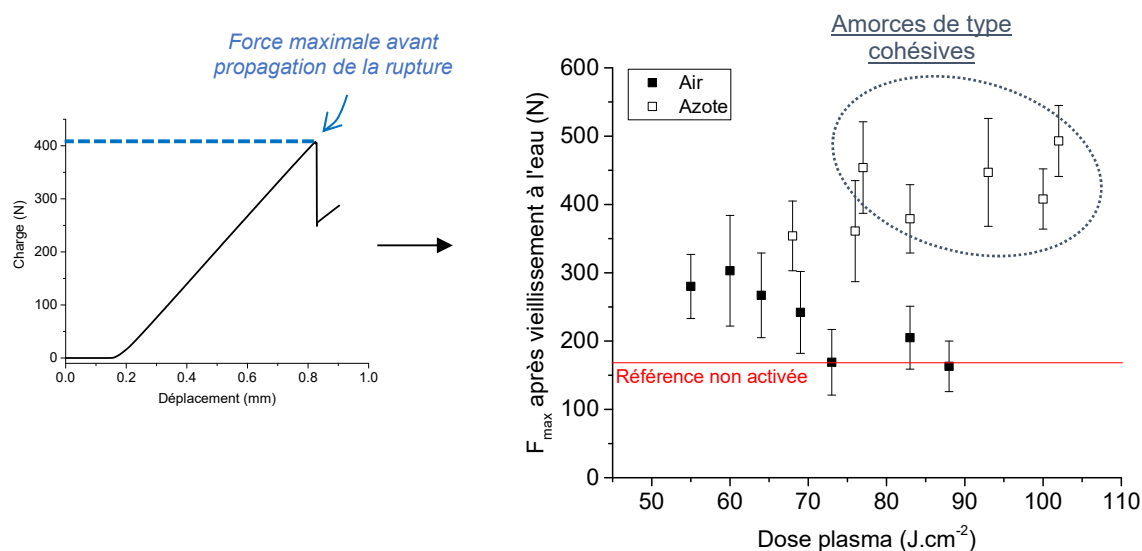 Force maximale avant
propagation de la rupture
400
300
200
100
0
0.0 0.2 0.4 0.6 0.8 1.0
Charge (N)
Déplacement (mm)
Amorces de type
cohésives
Air
Azote
600
500
400
300
200
100
0
Référence non activée
50 60 70 80 90 100 110
Fmax après vieillissement à l'eau (N)
Dose plasma (J.cm-2)